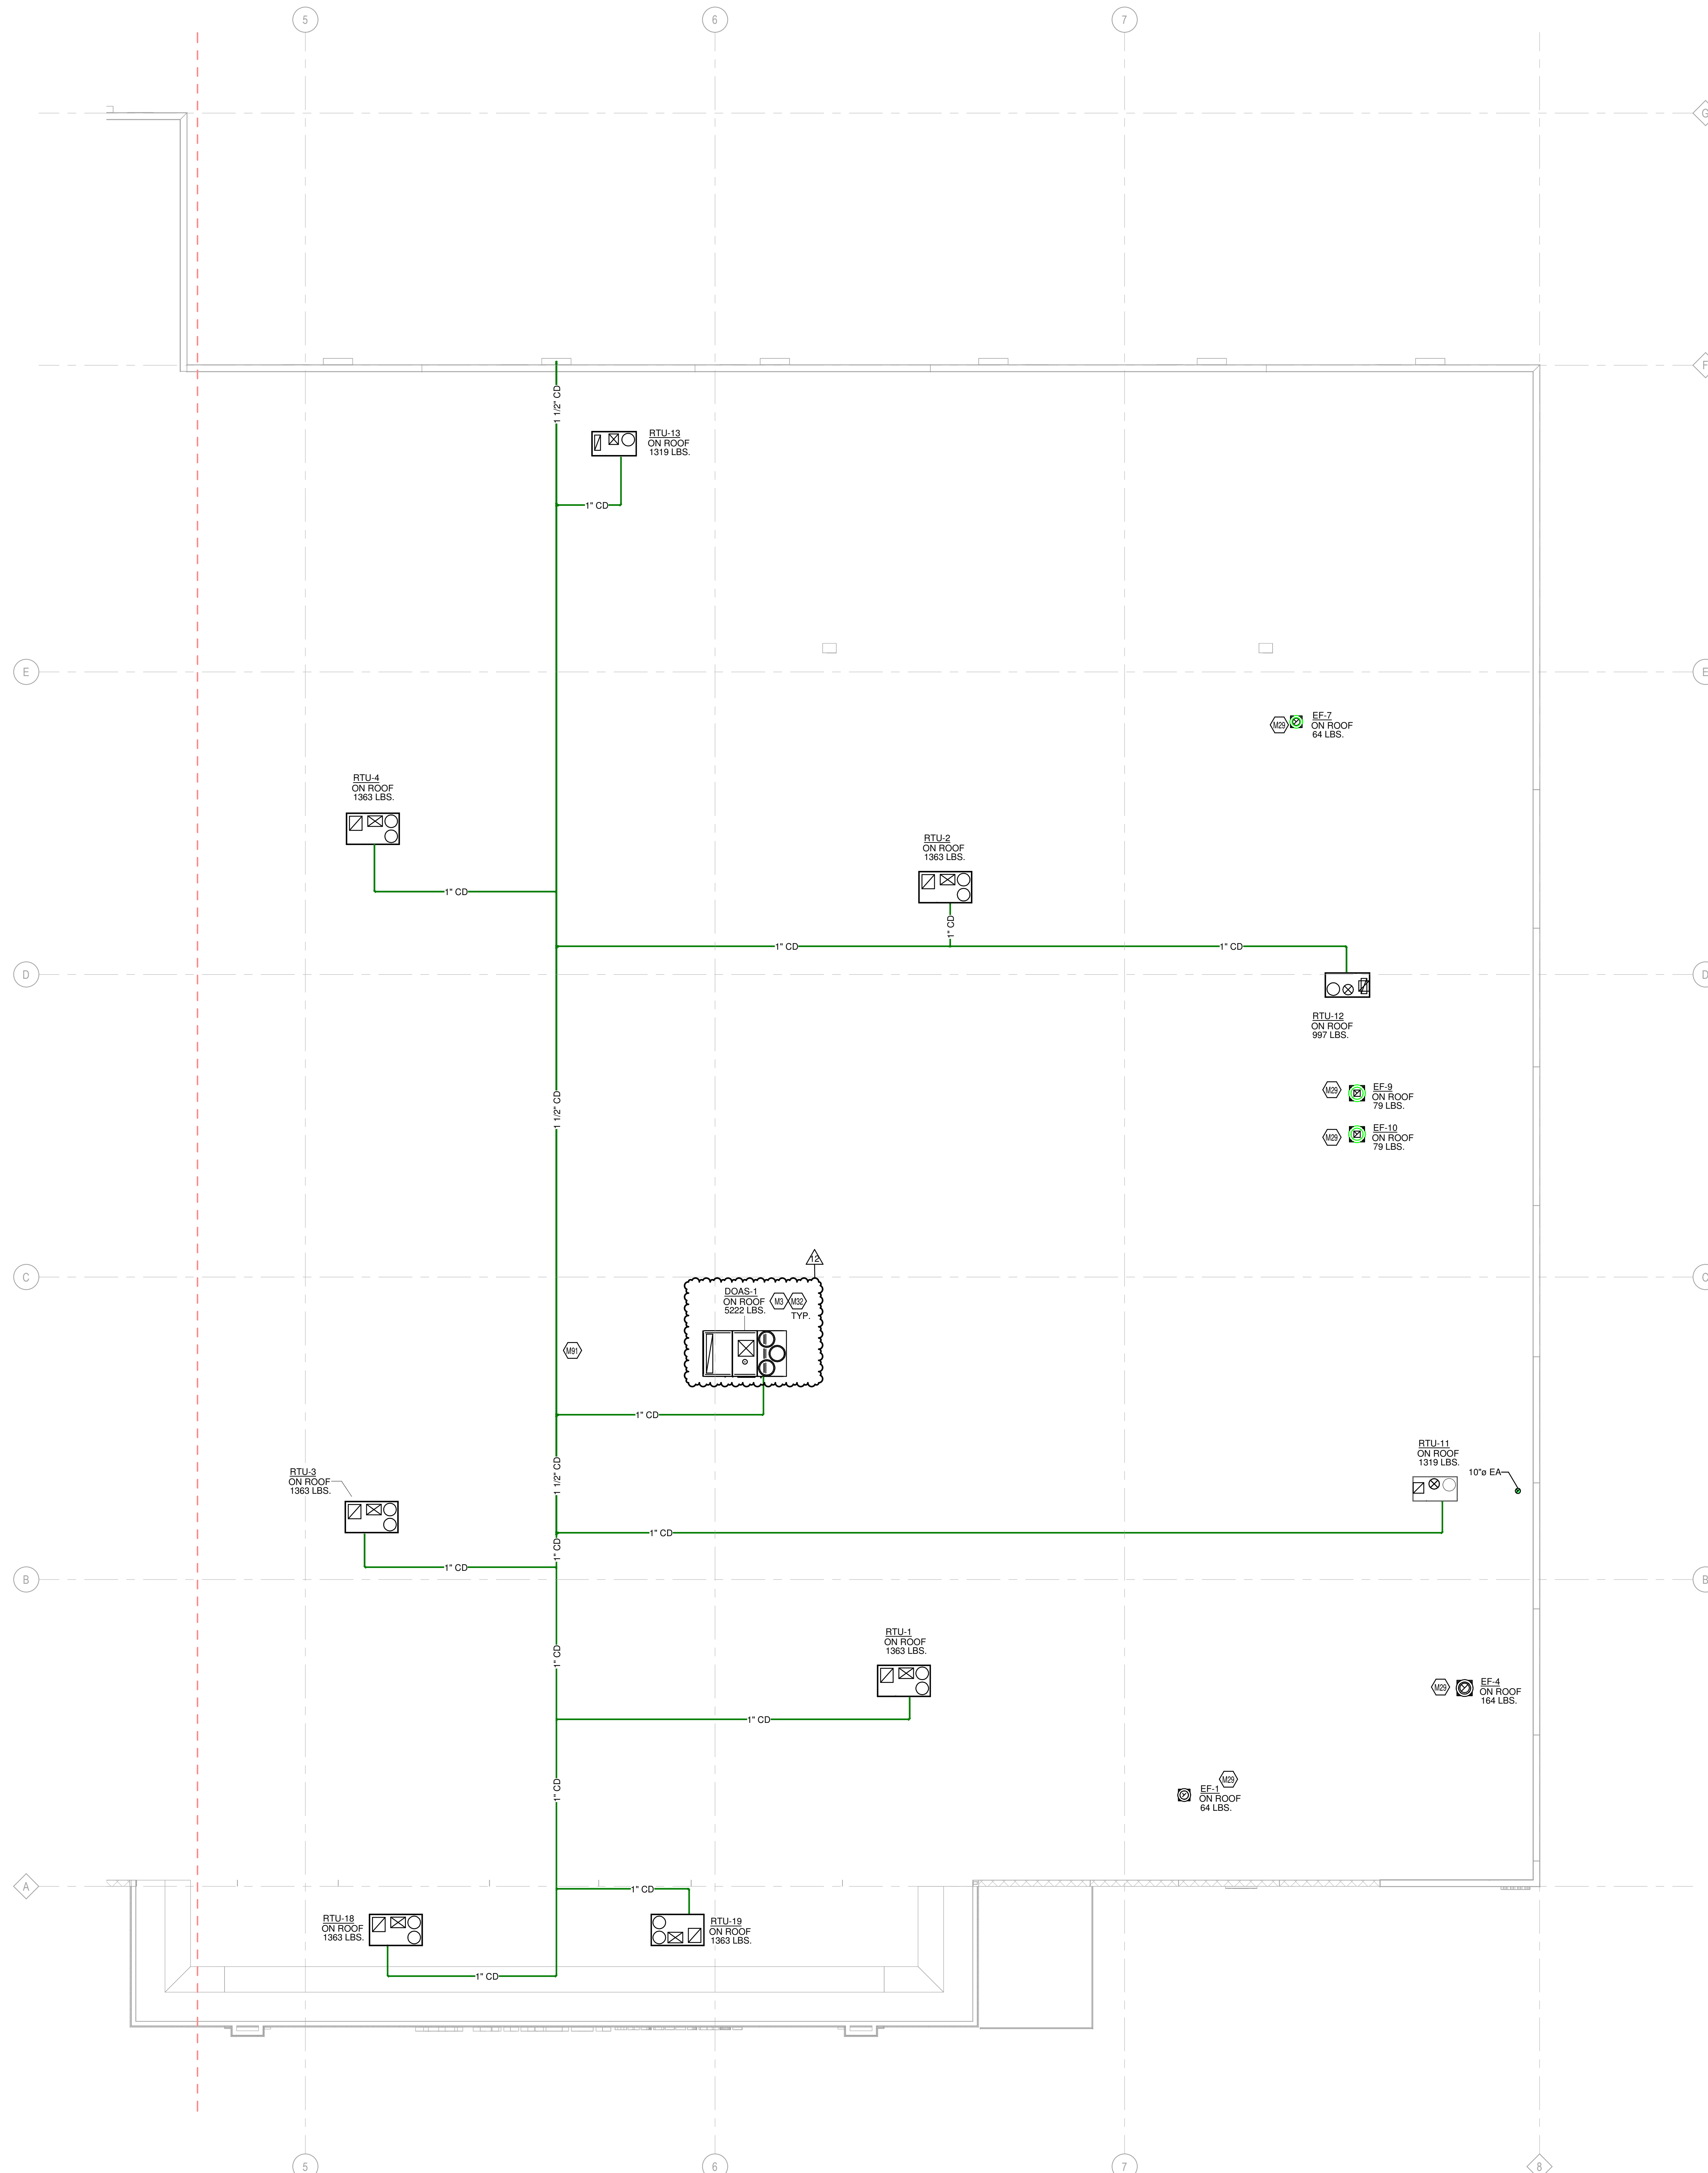 5
6
7
G
F
1 1/2" CD
RTU-13
ON ROOF
1319 LBS.
1" CD
E
E
M29
EF-7
ON ROOF
64 LBS.
RTU-4
ON ROOF
1363 LBS.
1" CD
RTU-2
ON ROOF
1363 LBS.
1" CD
1" CD
1" CD
D
D
RTU-12
ON ROOF
997 LBS.
M29
EF-9
ON ROOF
79 LBS.
1 1/2" CD
M29
EF-10
ON ROOF
79 LBS.
12
C
C
DOAS-1
ON ROOF
5222 LBS.
M3
M32
TYP.
M91
1" CD
RTU-11
ON ROOF
1319 LBS.
10"ø EA
1 1/2" CD
RTU-3
ON ROOF
1363 LBS.
1" CD
1" CD
1" CD
B
B
RTU-1
ON ROOF
1363 LBS.
1" CD
1" CD
M29
EF-4
ON ROOF
164 LBS.
1" CD
M29
EF-1
ON ROOF
64 LBS.
A
1" CD
RTU-18
ON ROOF
1363 LBS.
RTU-19
ON ROOF
1363 LBS.
1" CD
5
6
7
8